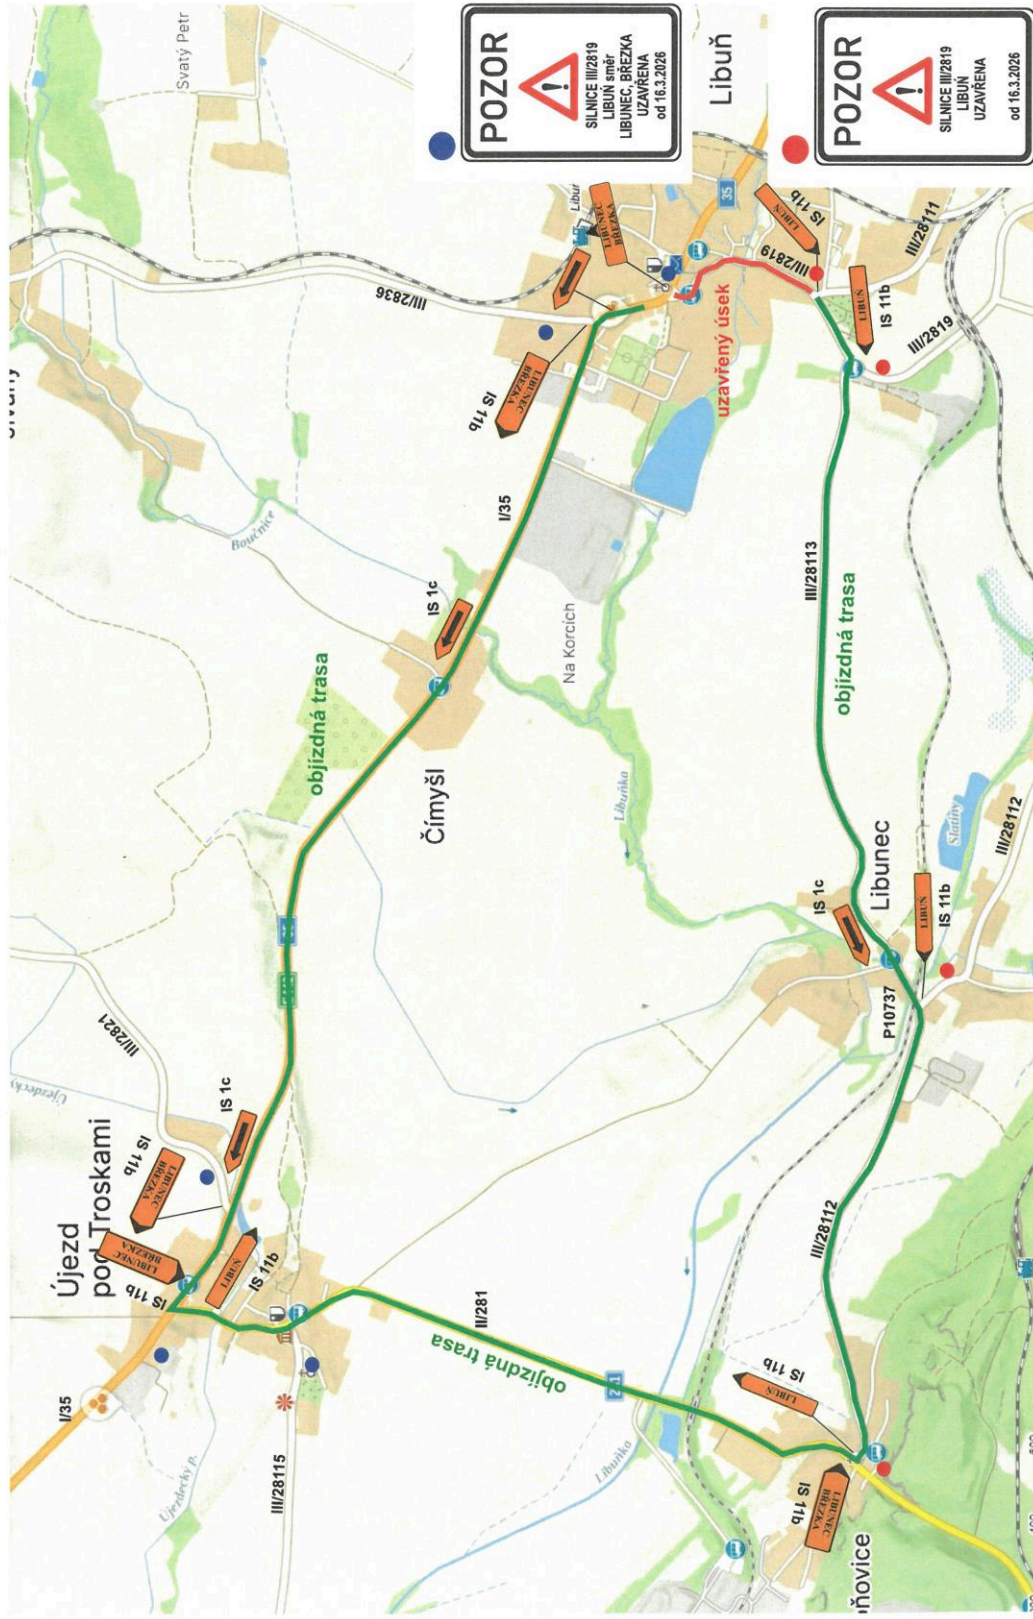 I/35
Újezd
pod Troskami
IS 11b
LIBUNEC
BŘEZKA
IS 11b
LIBUNEC
BŘEZKA
IS 1c
III/2821
Újezdecký
LIBUŇ
IS 11b
Újezdecký p.
III/28115
II/281
objízdná trasa
objízdná trasa
Čímyšl
IS 1c
Boučnice
I/35
IS 11b
LIBUNEC
BŘEZKA
III/2836
Svatý Petr
LIBUNEC
BŘEZKA
Libuň
35
uzavřený úsek
III/2819
LIBUŇ
IS 11b
III/28111
LIBUŇ
IS 11b
III/2819
Na Korcích
Libuňka
III/28113
objízdná trasa
IS 1c
Libunec
P10737
LIBUŇ
IS 11b
Slatiny
III/28112
III/28112
Libuňka
LIBUŇ
IS 11b
LIBUNEC
BŘEZKA
IS 11b
ňovice
POZOR
SILNICE III/2819
LIBUŇ směr
LIBUNEC, BŘEZKA
UZAVŘENA
od 16.3.2026
POZOR
SILNICE III/2819
LIBUŇ
UZAVŘENA
od 16.3.2026